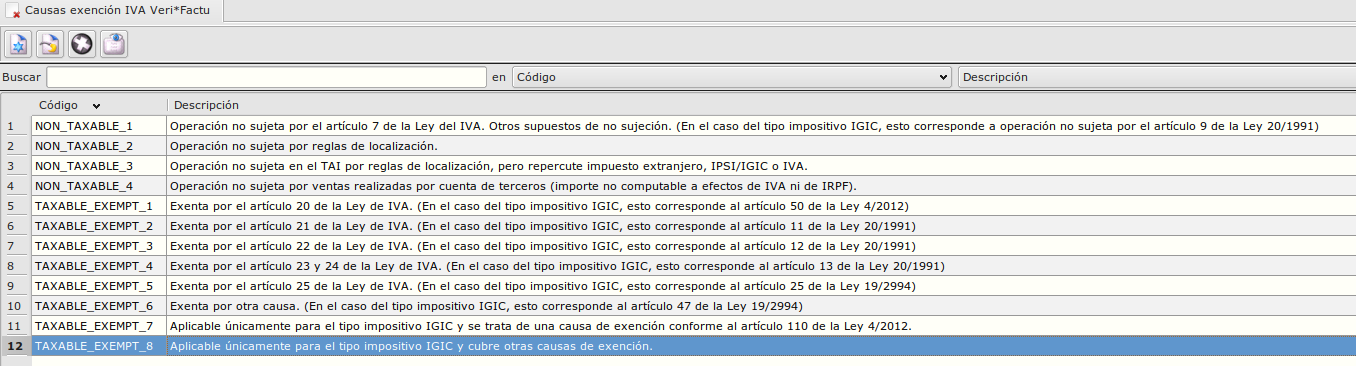 Causas exención IVA Veri*Factu
Buscar en Código Descripción
Código Descripción
1 NON_TAXABLE_1 Operación no sujeta por el artículo 7 de la Ley del IVA. Otros supuestos de no sujeción. (En el caso del tipo impositivo IGIC, esto corresponde a operación no sujeta por el artículo 9 de la Ley 20/1991)
2 NON_TAXABLE_2 Operación no sujeta por reglas de localización.
3 NON_TAXABLE_3 Operación no sujeta en el TAI por reglas de localización, pero repercute impuesto extranjero, IPSI/IGIC o IVA.
4 NON_TAXABLE_4 Operación no sujeta por ventas realizadas por cuenta de terceros (importe no computable a efectos de IVA ni de IRPF).
5 TAXABLE_EXEMPT_1 Exenta por el artículo 20 de la Ley de IVA. (En el caso del tipo impositivo IGIC, esto corresponde al artículo 50 de la Ley 4/2012)
6 TAXABLE_EXEMPT_2 Exenta por el artículo 21 de la Ley de IVA. (En el caso del tipo impositivo IGIC, esto corresponde al artículo 11 de la Ley 20/1991)
7 TAXABLE_EXEMPT_3 Exenta por el artículo 22 de la Ley de IVA. (En el caso del tipo impositivo IGIC, esto corresponde al artículo 12 de la Ley 20/1991)
8 TAXABLE_EXEMPT_4 Exenta por el artículo 23 y 24 de la Ley de IVA. (En el caso del tipo impositivo IGIC, esto corresponde al artículo 13 de la Ley 20/1991)
9 TAXABLE_EXEMPT_5 Exenta por el artículo 25 de la Ley de IVA. (En el caso del tipo impositivo IGIC, esto corresponde al artículo 25 de la Ley 19/2994)
10 TAXABLE_EXEMPT_6 Exenta por otra causa. (En el caso del tipo impositivo IGIC, esto corresponde al artículo 47 de la Ley 19/2994)
11 TAXABLE_EXEMPT_7 Aplicable únicamente para el tipo impositivo IGIC y se trata de una causa de exención conforme al artículo 110 de la Ley 4/2012.
12 TAXABLE_EXEMPT_8 Aplicable únicamente para el tipo impositivo IGIC y cubre otras causas de exención.